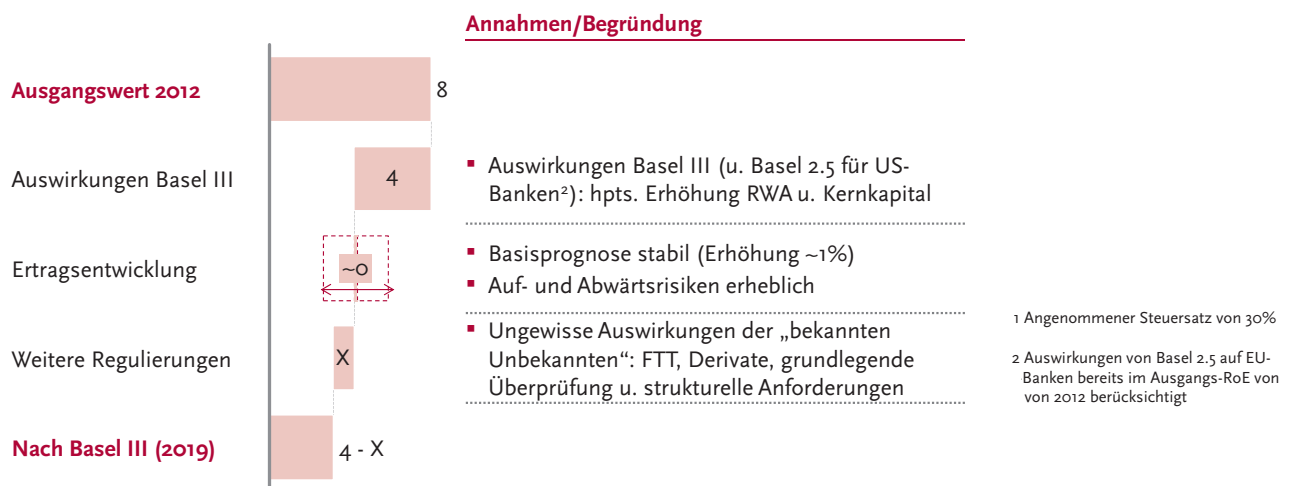 Annahmen/Begründung
Ausgangswert 2012
8
Auswirkungen Basel III
4
▪ Auswirkungen Basel III (u. Basel 2.5 für US-
Banken²): hpts. Erhöhung RWA u. Kernkapital
Ertragsentwicklung
~0
▪ Basisprognose stabil (Erhöhung ~1%)
▪ Auf- und Abwärtsrisiken erheblich
Weitere Regulierungen
X
▪ Ungewisse Auswirkungen der „bekannten
Unbekannten“: FTT, Derivate, grundlegende
Überprüfung u. strukturelle Anforderungen
Nach Basel III (2019)
4 - X
1 Angenommener Steuersatz von 30%
2 Auswirkungen von Basel 2.5 auf EU-
Banken bereits im Ausgangs-RoE von
von 2012 berücksichtigt